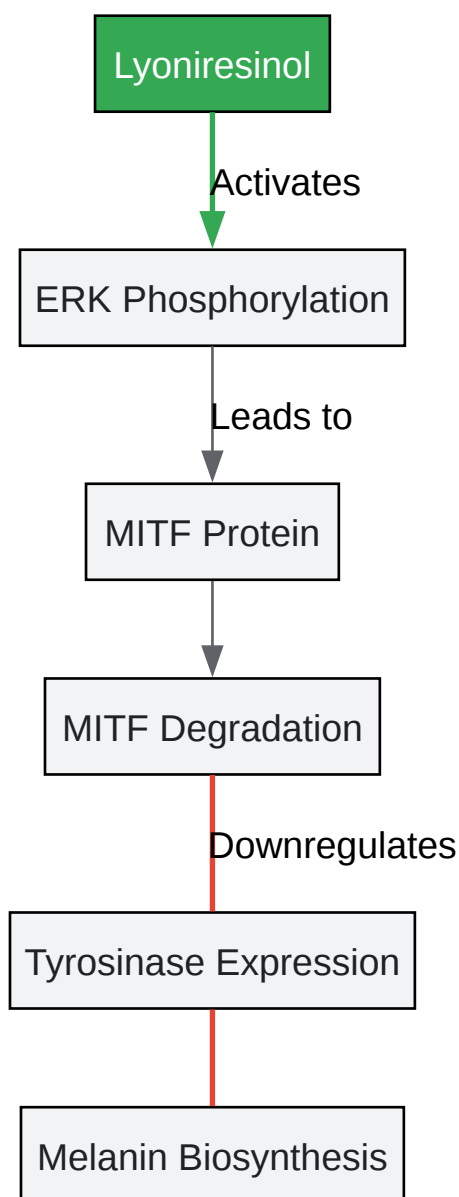 Lyoniresinol
Activates
ERK Phosphorylation
Leads to
MITF Protein
MITF Degradation
Downregulates
Tyrosinase Expression
Melanin Biosynthesis